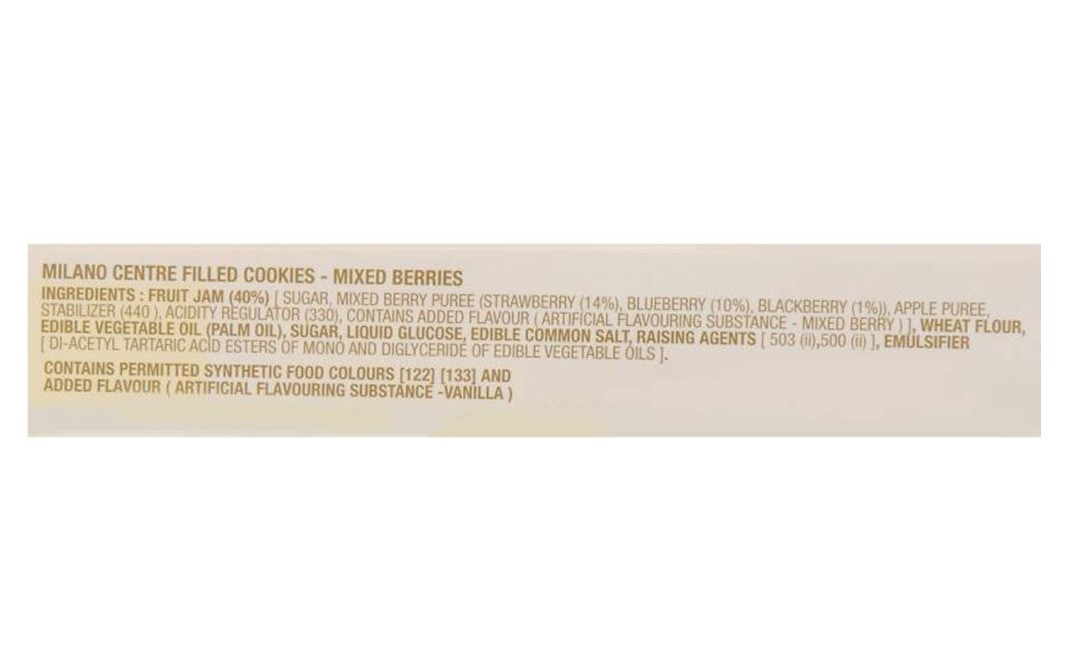 MILANO CENTRE FILLED COOKIES - MIXED BERRIES
INGREDIENTS : FRUIT JAM (40%) [ SUGAR, MIXED BERRY PUREE (STRAWBERRY (14%), BLUEBERRY (10%), BLACKBERRY (1%)), APPLE PUREE,
STABILIZER (440 ), ACIDITY REGULATOR (330), CONTAINS ADDED FLAVOUR ( ARTIFICIAL FLAVOURING SUBSTANCE - MIXED BERRY ) ], WHEAT FLOUR,
EDIBLE VEGETABLE OIL (PALM OIL), SUGAR, LIQUID GLUCOSE, EDIBLE COMMON SALT, RAISING AGENTS [ 503 (ii),500 (ii) ], EMULSIFIER
[ DI-ACETYL TARTARIC ACID ESTERS OF MONO AND DIGLYCERIDE OF EDIBLE VEGETABLE OILS ].
CONTAINS PERMITTED SYNTHETIC FOOD COLOURS [122] [133] AND
ADDED FLAVOUR ( ARTIFICIAL FLAVOURING SUBSTANCE -VANILLA )